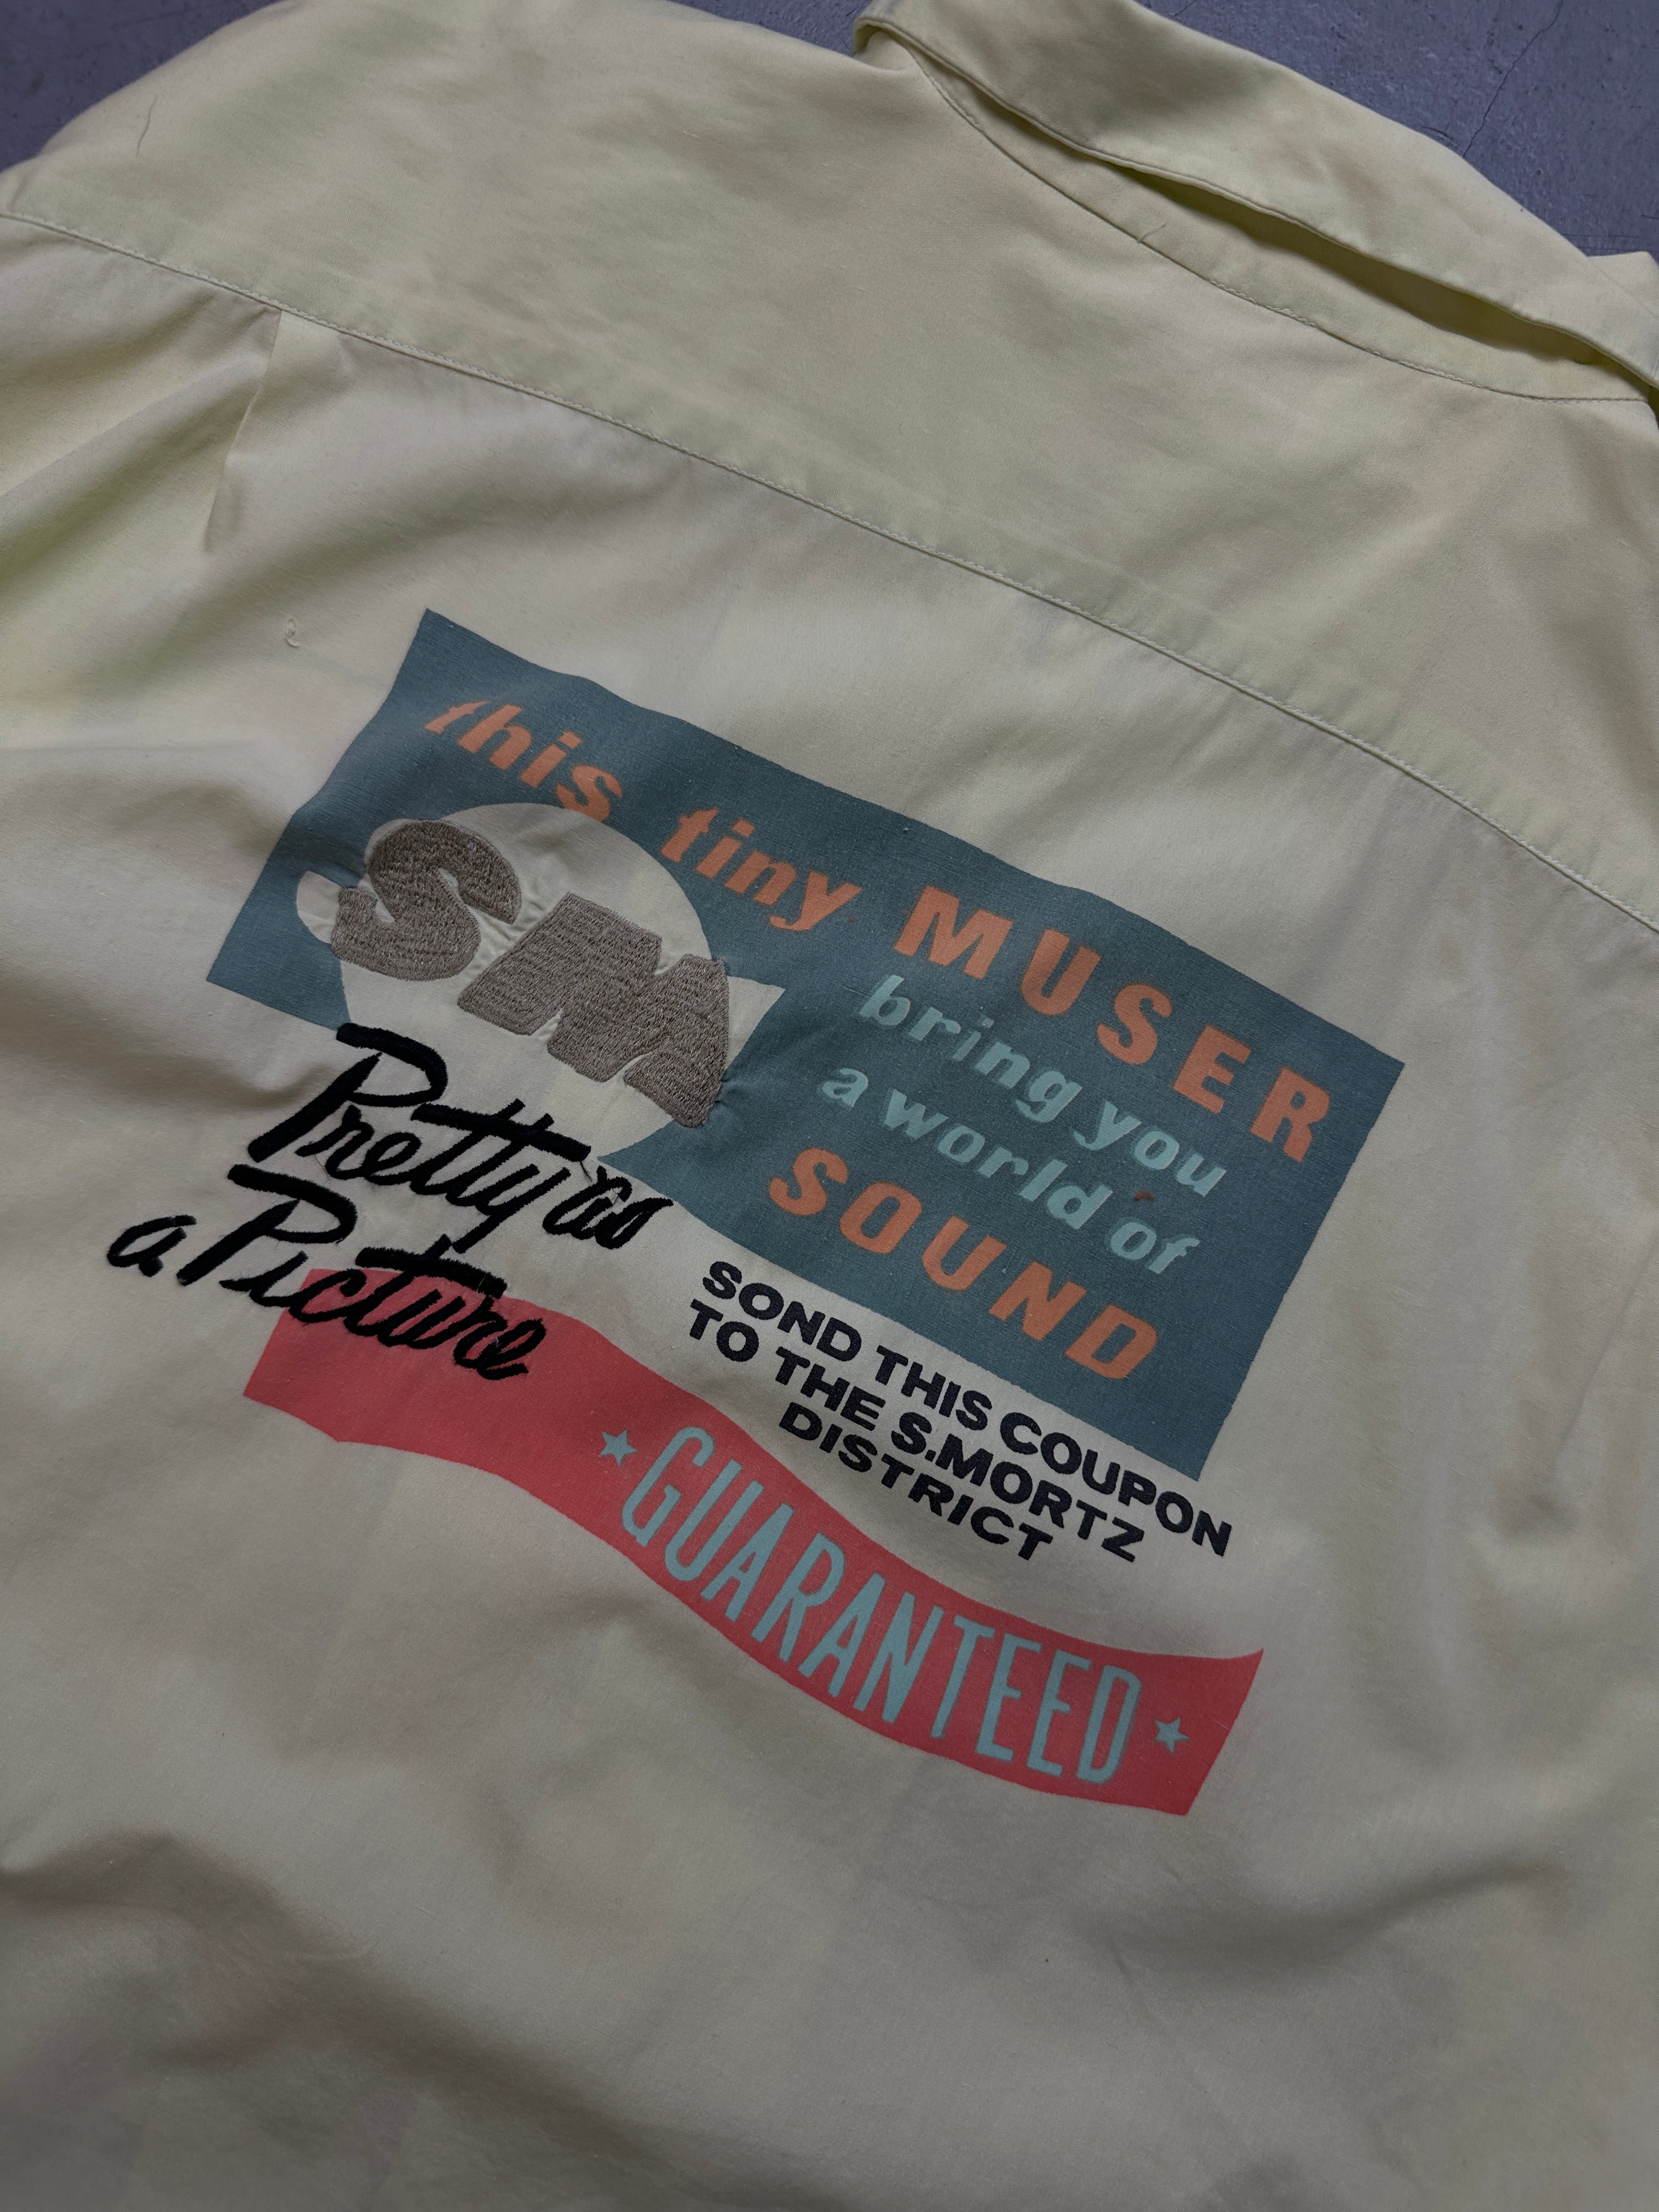 this tiny MUSER
bring you
a world of
SOUND
SM
Pretty as
a Picture
SOND THIS COUPON
TO THE S.MORTZ
DISTRICT
★GUARANTEED★